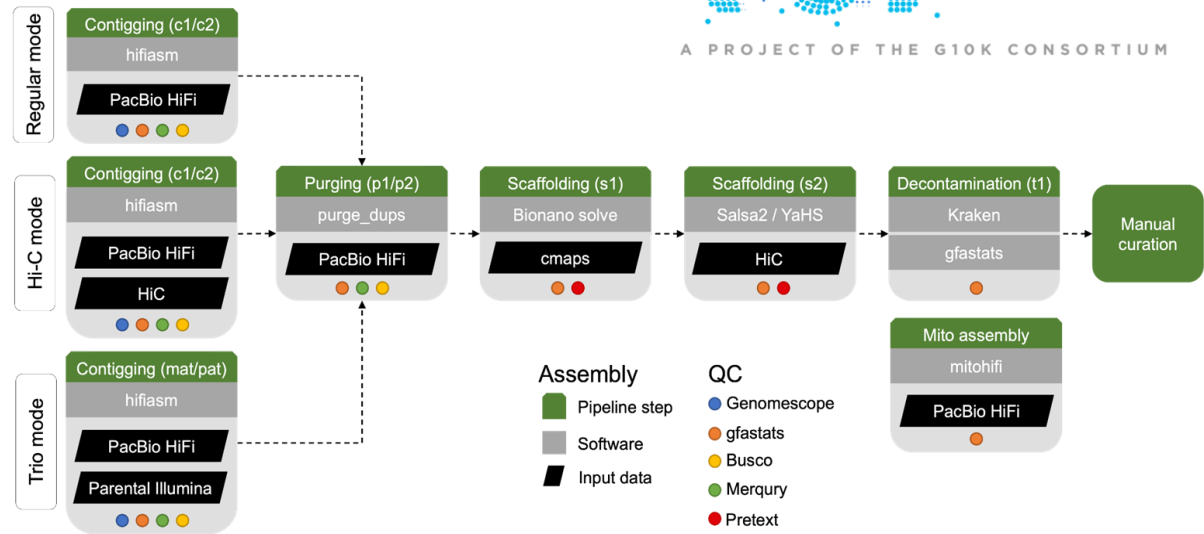 A PROJECT OF THE G10K CONSORTIUM
Regular mode
Contigging (c1/c2)
hifiasm
PacBio HiFi
Hi-C mode
Contigging (c1/c2)
hifiasm
PacBio HiFi
HiC
Trio mode
Contigging (mat/pat)
hifiasm
PacBio HiFi
Parental Illumina
Purging (p1/p2)
purge_dups
PacBio HiFi
Scaffolding (s1)
Bionano solve
cmaps
Scaffolding (s2)
Salsa2 / YaHS
HiC
Decontamination (t1)
Kraken
gfastats
Manual
curation
Mito assembly
mitohifi
PacBio HiFi
Assembly
Pipeline step
Software
Input data
QC
Genomescope
gfastats
Busco
Merqury
Pretext